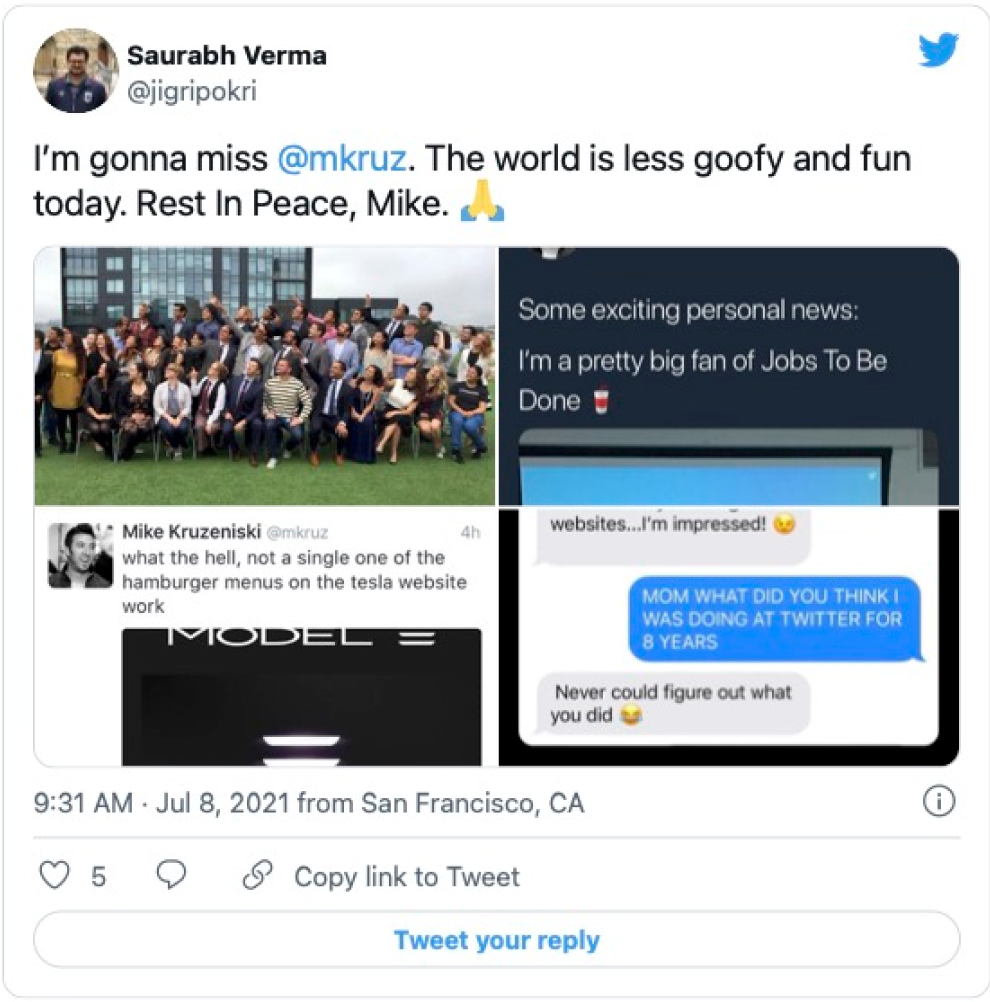 Saurabh Verma
@jigripokri
I'm gonna miss @mkruz. The world is less goofy and fun
today. Rest In Peace, Mike. 🙏
Some exciting personal news:
I'm a pretty big fan of Jobs To Be
Done 🥤
Mike Kruzeniski @mkruz 4h
what the hell, not a single one of the
hamburger menus on the tesla website
work
MODEL
websites...I'm impressed! 😉
MOM WHAT DID YOU THINK I
WAS DOING AT TWITTER FOR
8 YEARS
Never could figure out what
you did 😂
9:31 AM · Jul 8, 2021 from San Francisco, CA
5
Copy link to Tweet
Tweet your reply